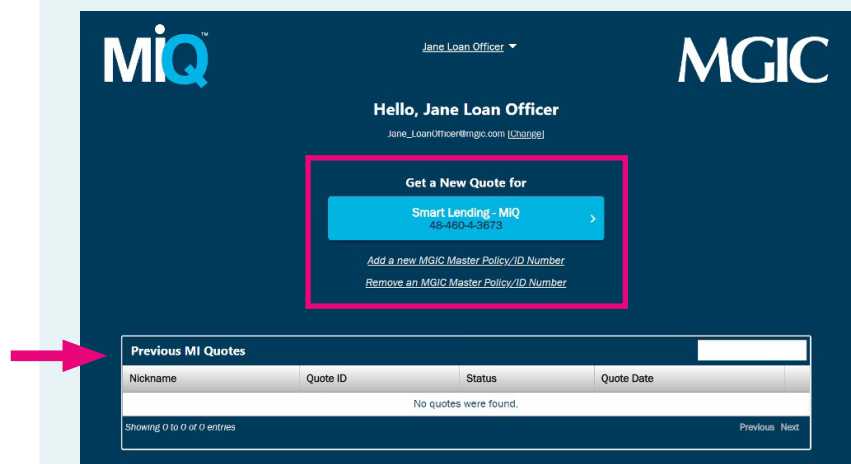 MiQ™
Jane Loan Officer
MGIC
Hello, Jane Loan Officer
Jane_LoanOfficer@mgic.com [Change]
Get a New Quote for
Smart Lending - MiQ
48-460-4-3673
Add a new MGIC Master Policy/ID Number
Remove an MGIC Master Policy/ID Number
Previous MI Quotes
Nickname Quote ID Status Quote Date
No quotes were found.
Showing 0 to 0 of 0 entries Previous Next